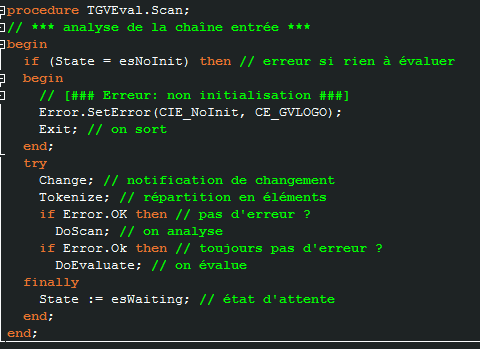 procedure TGVEval.Scan;
// *** analyse de la chaîne entrée ***
begin
if (State = esNoInit) then // erreur si rien à évaluer
begin
// [### Erreur: non initialisation ###]
Error.SetError(CIE_NoInit, CE_GVLOGO);
Exit; // on sort
end;
try
Change; // notification de changement
Tokenize; // répartition en éléments
if Error.OK then // pas d'erreur ?
DoScan; // on analyse
if Error.Ok then // toujours pas d'erreur ?
DoEvaluate; // on évalue
finally
State := esWaiting; // état d'attente
end;
end;